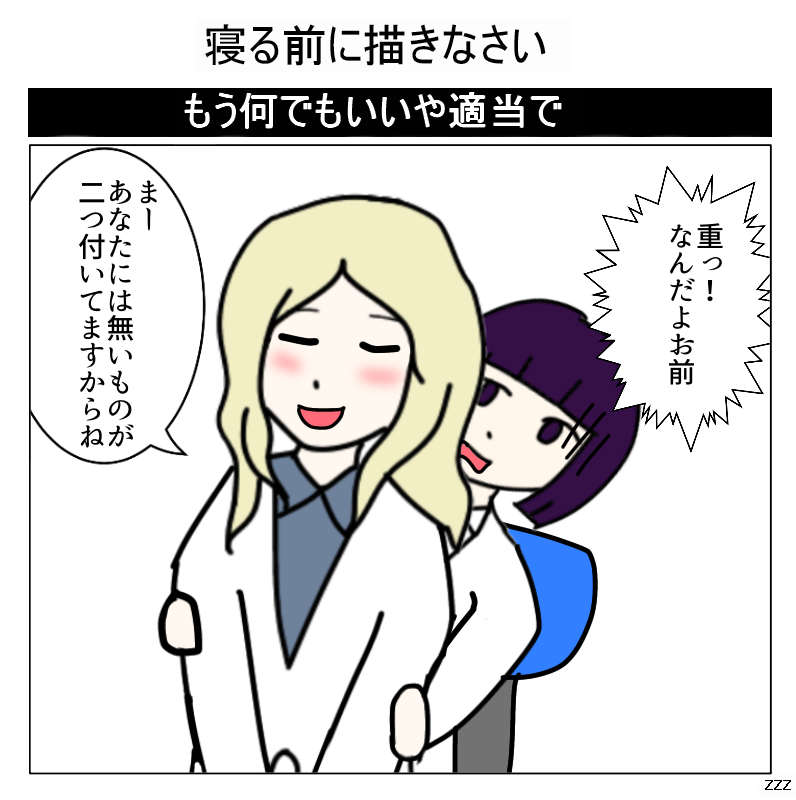 寝る前に描きなさい
もう何でもいいや適当で
重っ！
なんだよお前
まー
あなたには無いものが
二つ付いてますからね
zzz